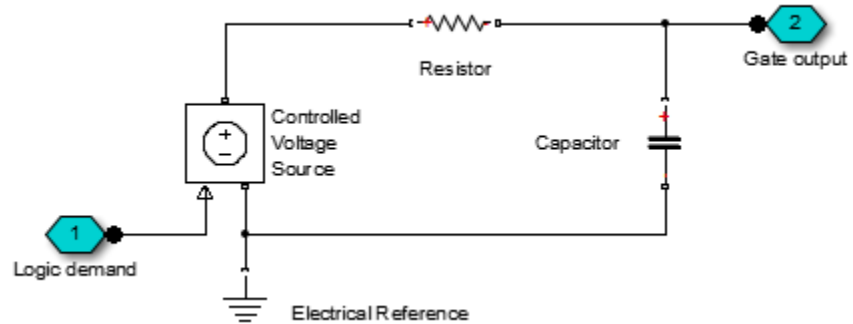 2
Gate output
Resistor
Controlled
Voltage
Source
Capacitor
1
Logic demand
Electrical Reference